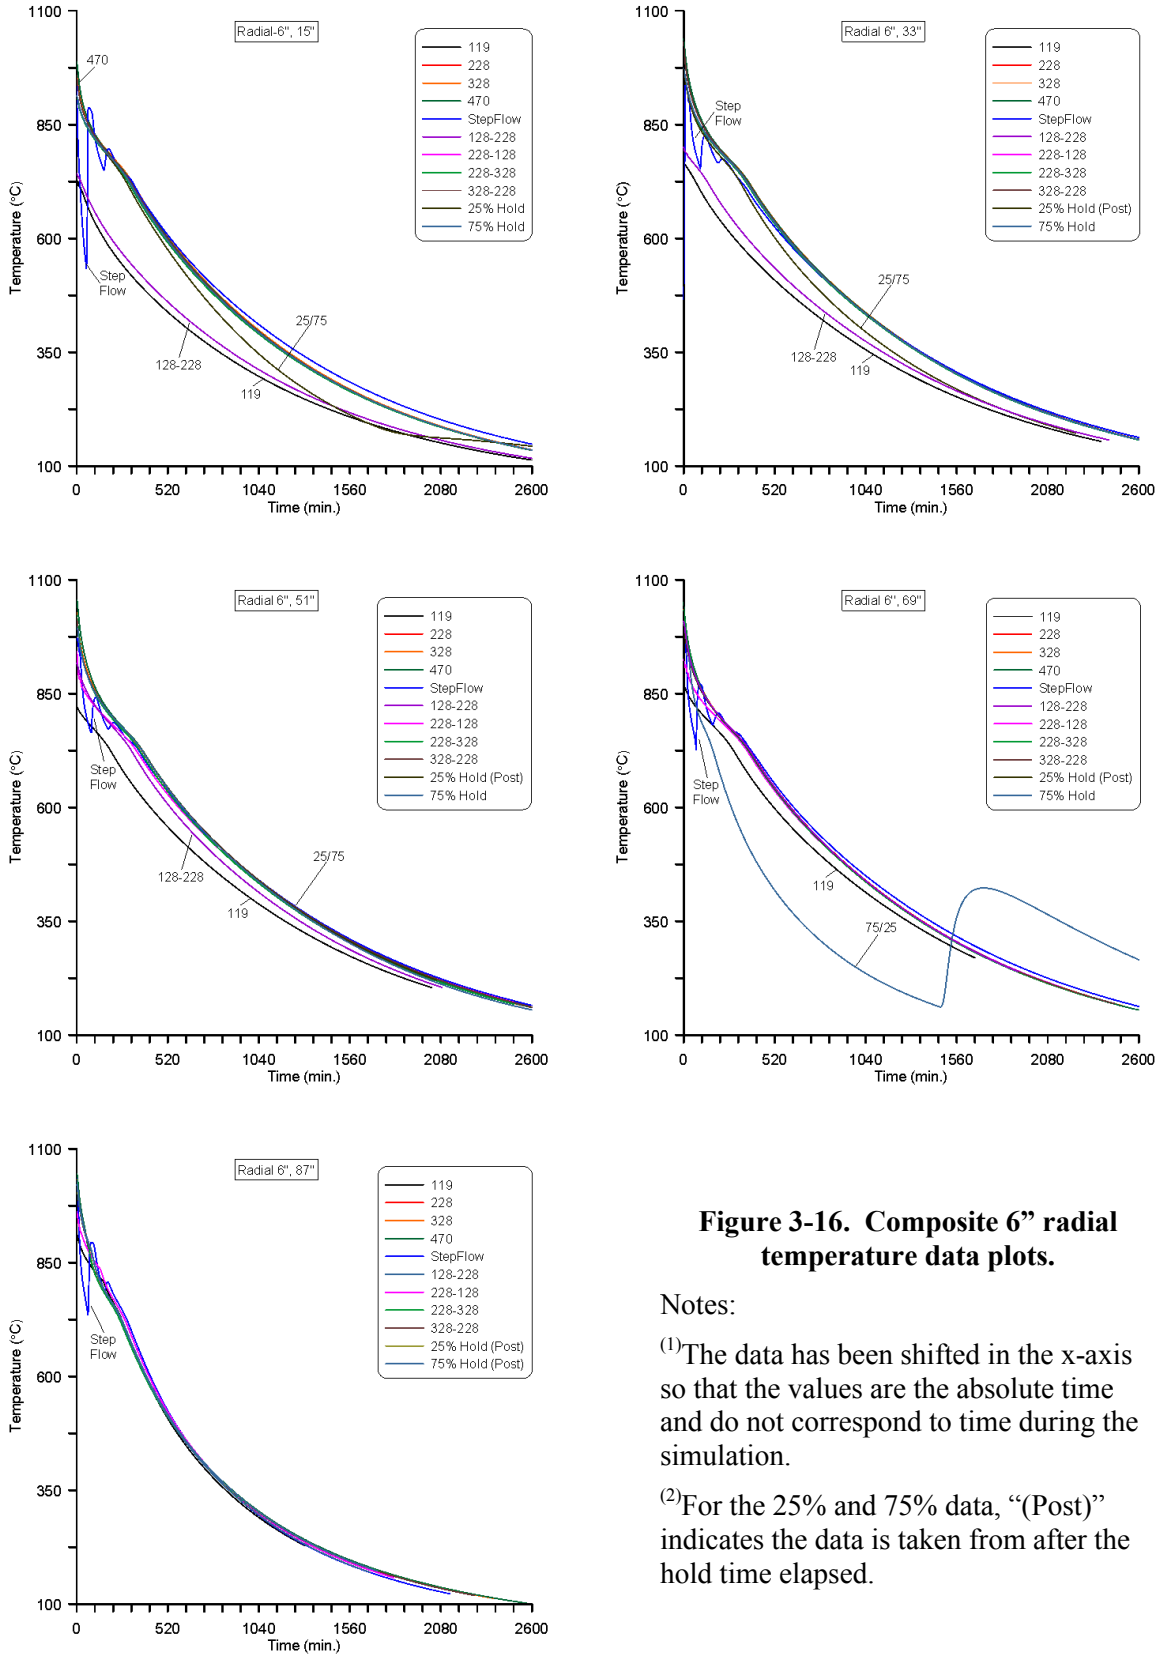 Radial-6", 15"
1100
850
600
350
100
Temperature (°C)
470
Step
Flow
128-228
119
25/75
119
228
328
470
StepFlow
128-228
228-128
228-328
328-228
25% Hold
75% Hold
0 520 1040 1560 2080 2600
Time (min.)
Radial 6", 33"
1100
850
600
350
100
Temperature (°C)
Step
Flow
25/75
128-228
119
119
228
328
470
StepFlow
128-228
228-128
228-328
328-228
25% Hold (Post)
75% Hold
0 520 1040 1560 2080 2600
Time (min.)
Radial 6", 51"
1100
850
600
350
100
Temperature (°C)
Step
Flow
128-228
119
25/75
119
228
328
470
StepFlow
128-228
228-128
228-328
328-228
25% Hold (Post)
75% Hold
0 520 1040 1560 2080 2600
Time (min.)
Radial 6", 69"
1100
850
600
350
100
Temperature (°C)
Step
Flow
119
75/25
119
228
328
470
StepFlow
128-228
228-128
228-328
328-228
25% Hold (Post)
75% Hold
0 520 1040 1560 2080 2600
Time (min.)
Radial 6", 87"
1100
850
600
350
100
Temperature (°C)
Step
Flow
119
228
328
470
StepFlow
128-228
228-128
228-328
328-228
25% Hold (Post)
75% Hold (Post)
0 520 1040 1560 2080 2600
Time (min.)
Figure 3-16. Composite 6” radial
temperature data plots.
Notes:
(1)The data has been shifted in the x-axis
so that the values are the absolute time
and do not correspond to time during the
simulation.
(2)For the 25% and 75% data, “(Post)”
indicates the data is taken from after the
hold time elapsed.